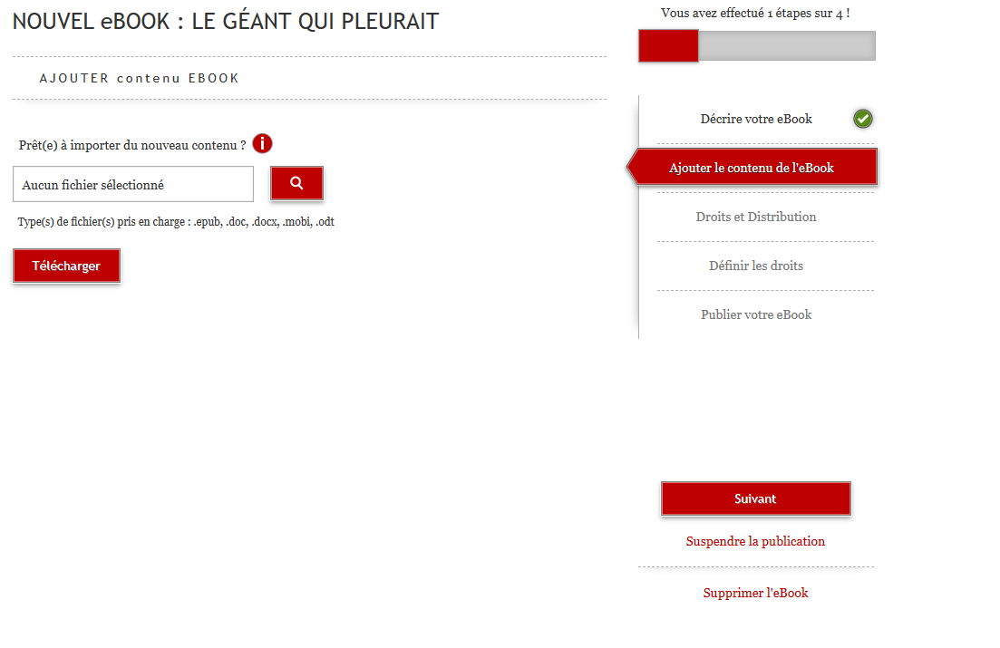 NOUVEL eBOOK : LE GÉANT QUI PLEURAIT
AJOUTER contenu EBOOK
Prêt(e) à importer du nouveau contenu ?
Aucun fichier sélectionné
Type(s) de fichier(s) pris en charge : .epub, .doc, .docx, .mobi, .odt
Télécharger
Vous avez effectué 1 étapes sur 4 !
Décrire votre eBook
Ajouter le contenu de l'eBook
Droits et Distribution
Définir les droits
Publier votre eBook
Suivant
Suspendre la publication
Supprimer l'eBook